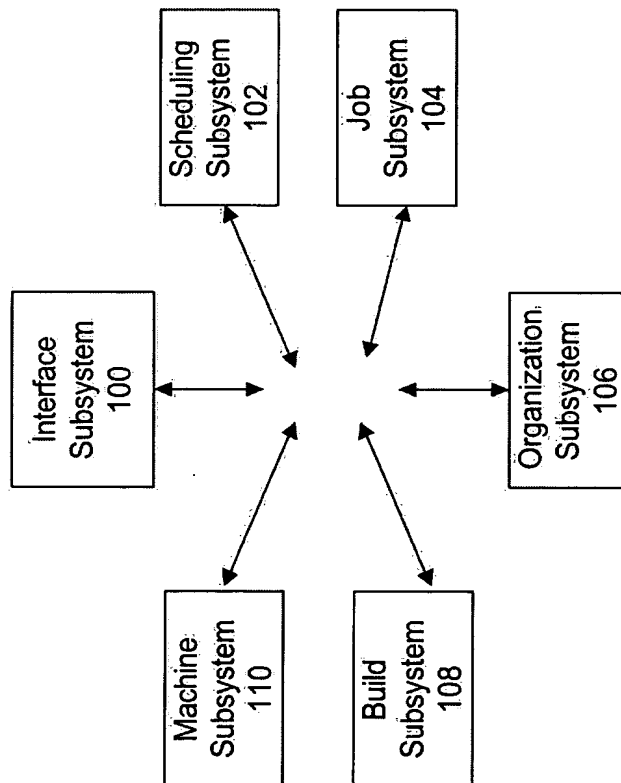 Interface
Subsystem
100
Scheduling
Subsystem
102
Job
Subsystem
104
Organization
Subsystem
106
Build
Subsystem
108
Machine
Subsystem
110